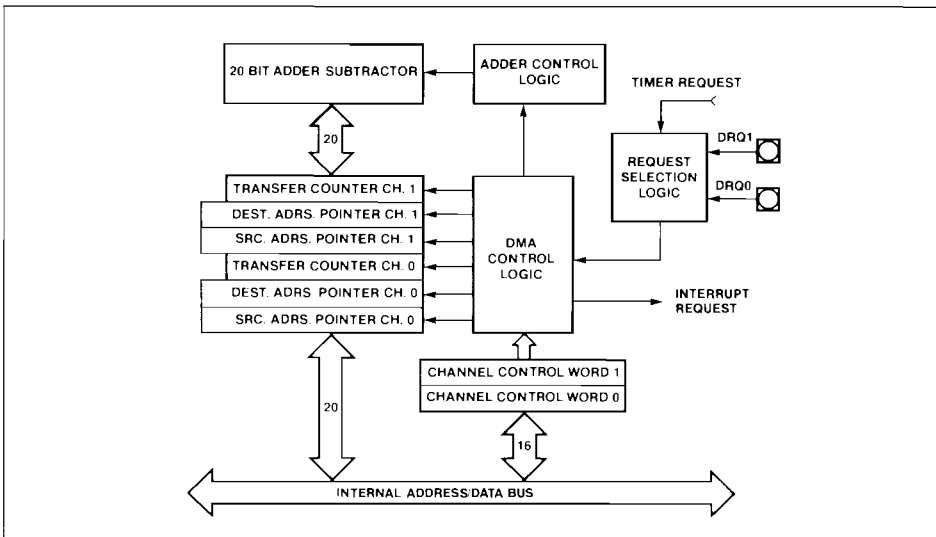 20 BIT ADDER SUBTRACTOR
ADDER CONTROL
LOGIC
TIMER REQUEST
20
REQUEST
SELECTION
LOGIC
DRQ1
DRQ0
TRANSFER COUNTER CH. 1
DEST. ADRS. POINTER CH. 1
SRC. ADRS. POINTER CH. 1
TRANSFER COUNTER CH. 0
DEST. ADRS POINTER CH. 0
SRC. ADRS. POINTER CH. 0
DMA
CONTROL
LOGIC
INTERRUPT
REQUEST
CHANNEL CONTROL WORD 1
CHANNEL CONTROL WORD 0
20
16
INTERNAL ADDRESS/DATA BUS